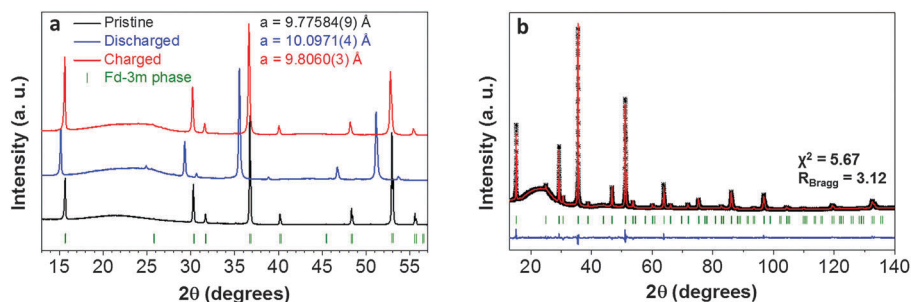 a
Pristine a = 9.77584(9) Å
Discharged a = 10.0971(4) Å
Charged a = 9.8060(3) Å
Fd-3m phase
Intensity (a. u.)
15 20 25 30 35 40 45 50 55
2θ (degrees)
b
χ² = 5.67
R_Bragg = 3.12
Intensity (a. u.)
20 40 60 80 100 120 140
2θ (degrees)